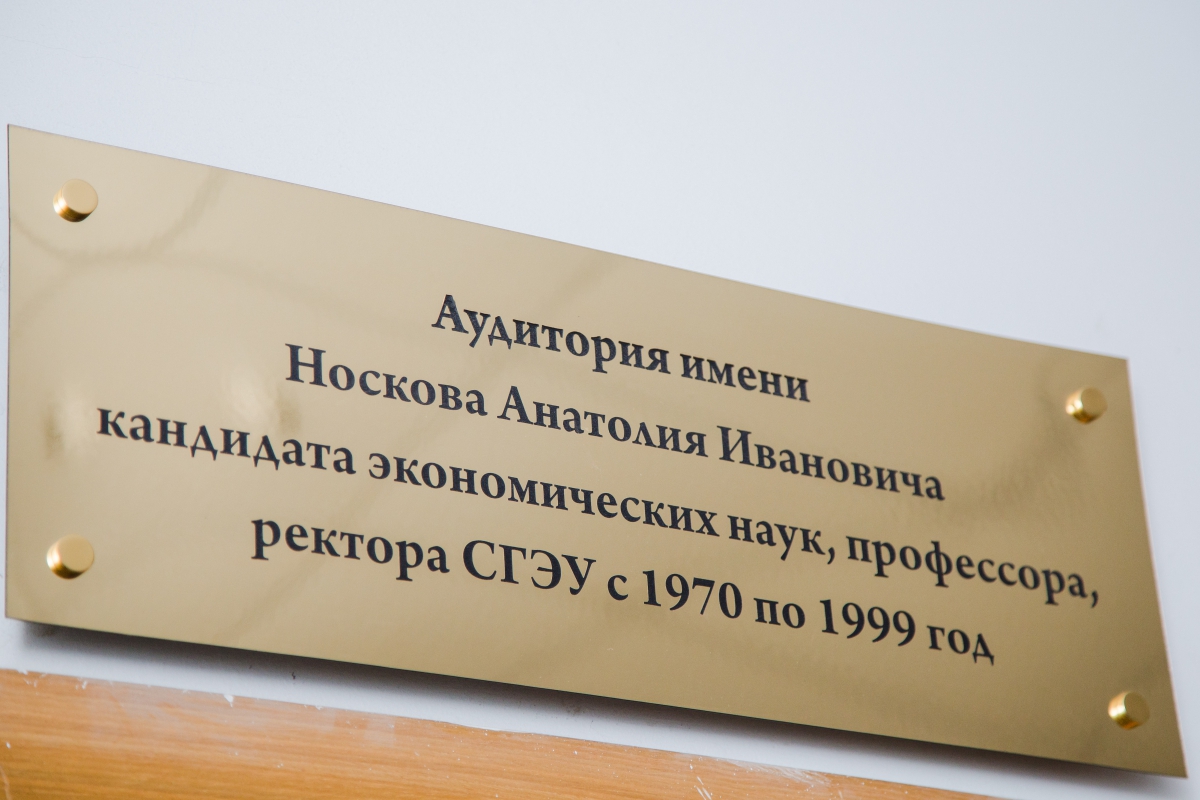 Аудитория имени
Носкова Анатолия Ивановича
кандидата экономических наук, профессора,
ректора СГЭУ с 1970 по 1999 год